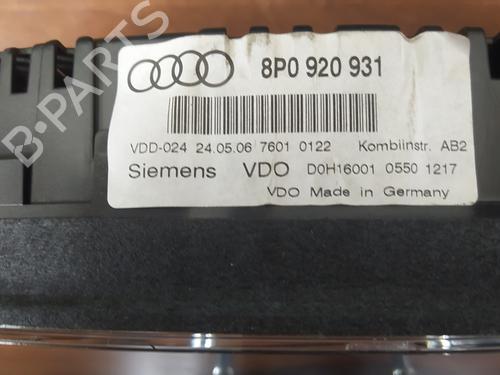 8P0 920 931
VDD-024 24.05.06 7601 0122 Kombiinstr. AB2
Siemens VDO D0H16001 0550 1217
VDO Made in Germany
B-PARTS